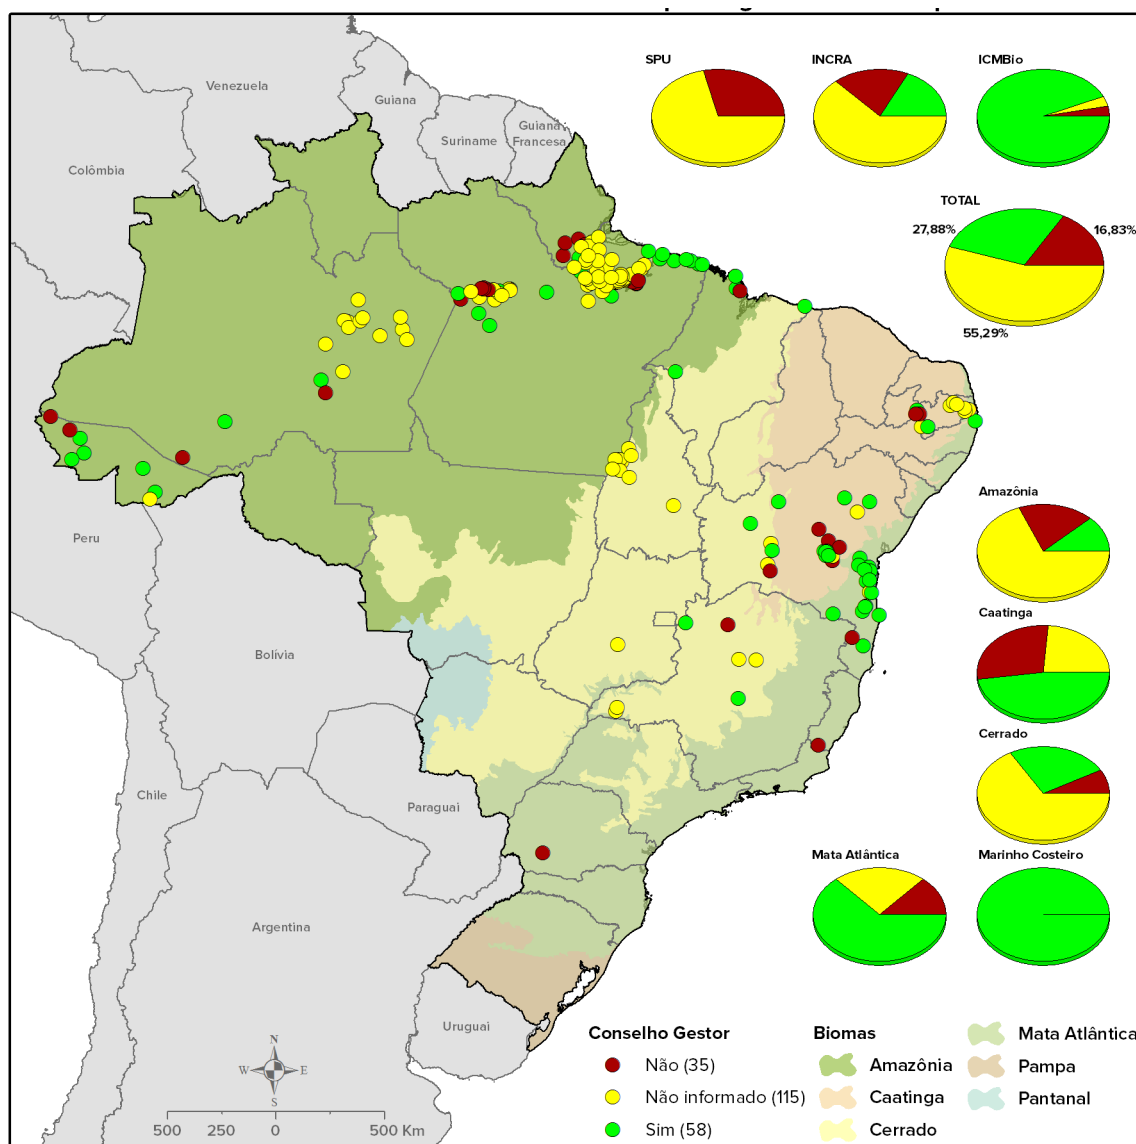 SPU
INCRA
ICMBio
Venezuela
Guiana
Suriname
Guiana
Francesa
Colômbia
TOTAL
27,88%
16,83%
55,29%
Amazônia
Peru
Caatinga
Bolívia
Cerrado
Chile
Paraguai
Mata Atlântica
Marinho Costeiro
Argentina
Uruguai
Conselho Gestor
Não (35)
Não informado (115)
Sim (58)
Biomas
Amazônia
Caatinga
Cerrado
Mata Atlântica
Pampa
Pantanal
N
W
E
S
500
250
0
500 Km